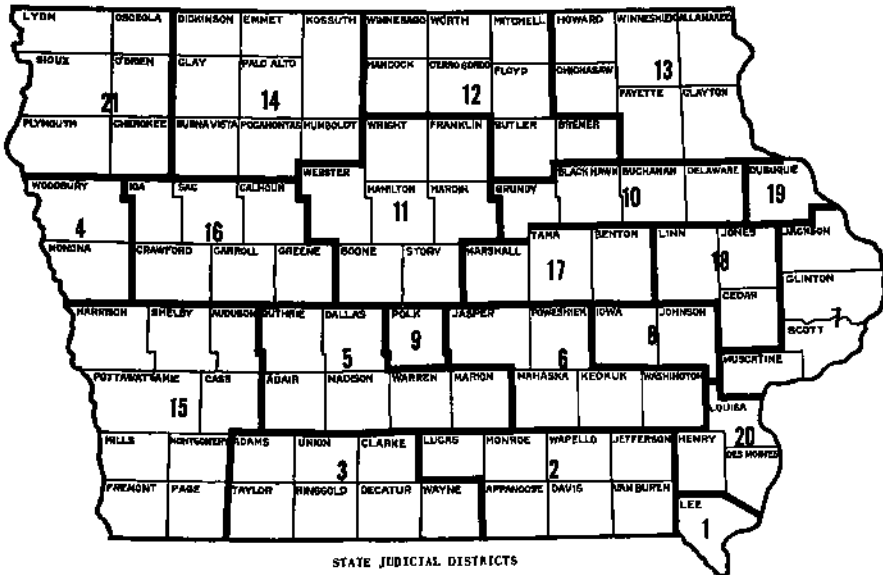 LYON OSCEOLA DICKINSON EMMET KOSSUTH WINNEBAGO WORTH MITCHELL HOWARD WINNESHIEK ALLAMAKEE
SIOUX O'BRIEN CLAY PALO ALTO HANCOCK CERRO GORDO FLOYD CHICKASAW 13
21 14 12
FAYETTE CLAYTON
PLYMOUTH CHEROKEE BUENA VISTA POCAHONTAS HUMBOLDT WRIGHT FRANKLIN BUTLER BREMER
WEBSTER BLACK HAWK BUCHANAN DELAWARE DUBUQUE
WOODBURY IDA SAC CALHOUN HAMILTON HARDIN GRUNDY 10 19
4 16 11
MONONA CRAWFORD CARROLL GREENE BOONE STORY MARSHALL TAMA BENTON LINN JONES JACKSON
17 18
CLINTON
CEDAR
HARRISON SHELBY AUDUBON GUTHRIE DALLAS POLK JASPER POWESHIEK IOWA JOHNSON 7
SCOTT
5 9 6 8
MUSCATINE
POTTAWATTAMIE CASS ADAIR MADISON WARREN MARION MAHASKA KEOKUK WASHINGTON
15
LOUISA
20
MILLS MONTGOMERY ADAMS UNION CLARKE LUCAS MONROE WAPELLO JEFFERSON HENRY
DES MOINES
3 2
FREMONT PAGE TAYLOR RINGGOLD DECATUR WAYNE APPANOOSE DAVIS VAN BUREN
LEE
1
STATE JUDICIAL DISTRICTS